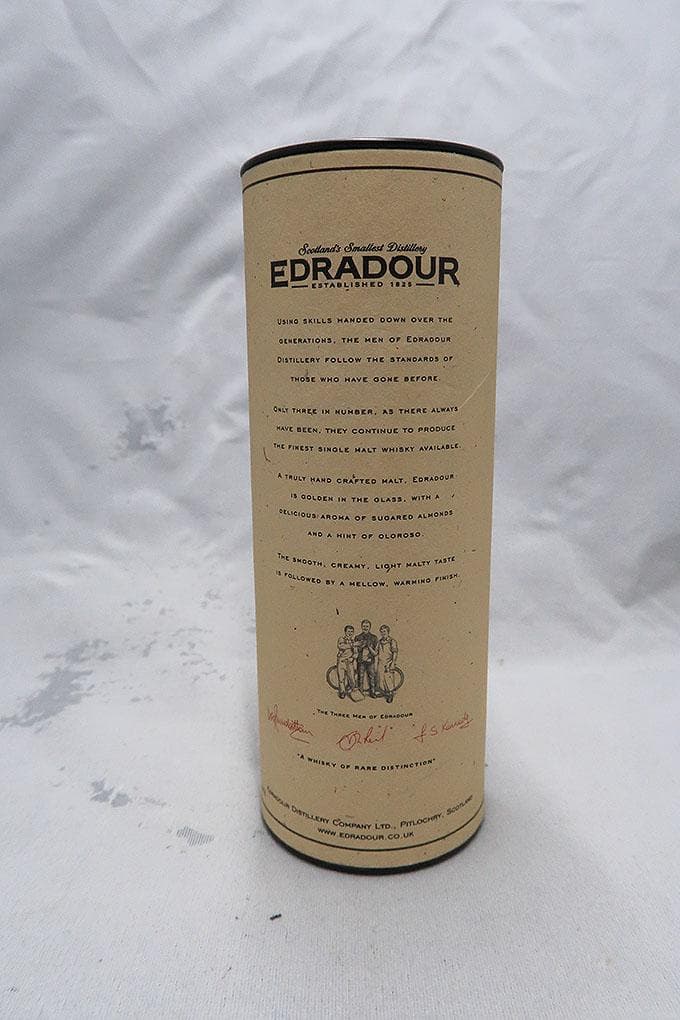 Scotland's Smallest Distillery
EDRADOUR
ESTABLISHED 1825
USING SKILLS HANDED DOWN OVER THE
GENERATIONS, THE MEN OF EDRADOUR
DISTILLERY FOLLOW THE STANDARDS OF
THOSE WHO HAVE GONE BEFORE.
ONLY THREE IN NUMBER, AS THERE ALWAYS
HAVE BEEN, THEY CONTINUE TO PRODUCE
THE FINEST SINGLE MALT WHISKY AVAILABLE.
A TRULY HAND CRAFTED MALT, EDRADOUR
IS GOLDEN IN THE GLASS, WITH A
DELICIOUS AROMA OF SUGARED ALMONDS
AND A HINT OF OLOROSO.
THE SMOOTH, CREAMY, LIGHT MALTY TASTE
IS FOLLOWED BY A MELLOW, WARMING FINISH.
THE THREE MEN OF EDRADOUR
"A WHISKY OF RARE DISTINCTION"
EDRADOUR DISTILLERY COMPANY LTD., PITLOCHRY, SCOTLAND
WWW.EDRADOUR.CO.UK